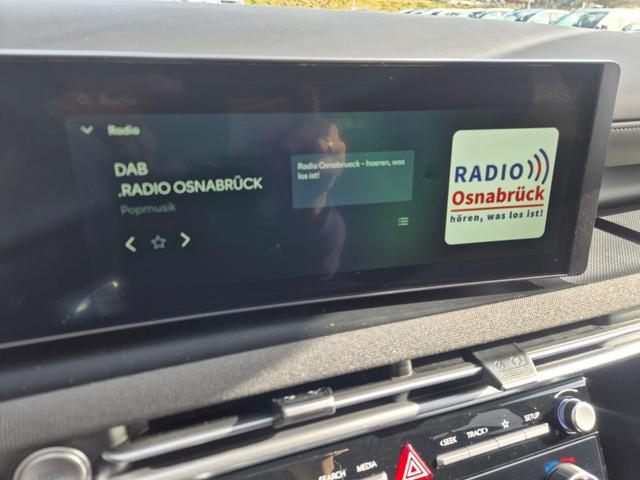 Radio
Radio
DAB
.RADIO OSNABRÜCK
Popmusik
Radio Osnabrueck - hoeren, was
los ist!
RADIO
Osnabrück
hören, was los ist!
<SEEK TRACK> SETUP
SEARCH MEDIA